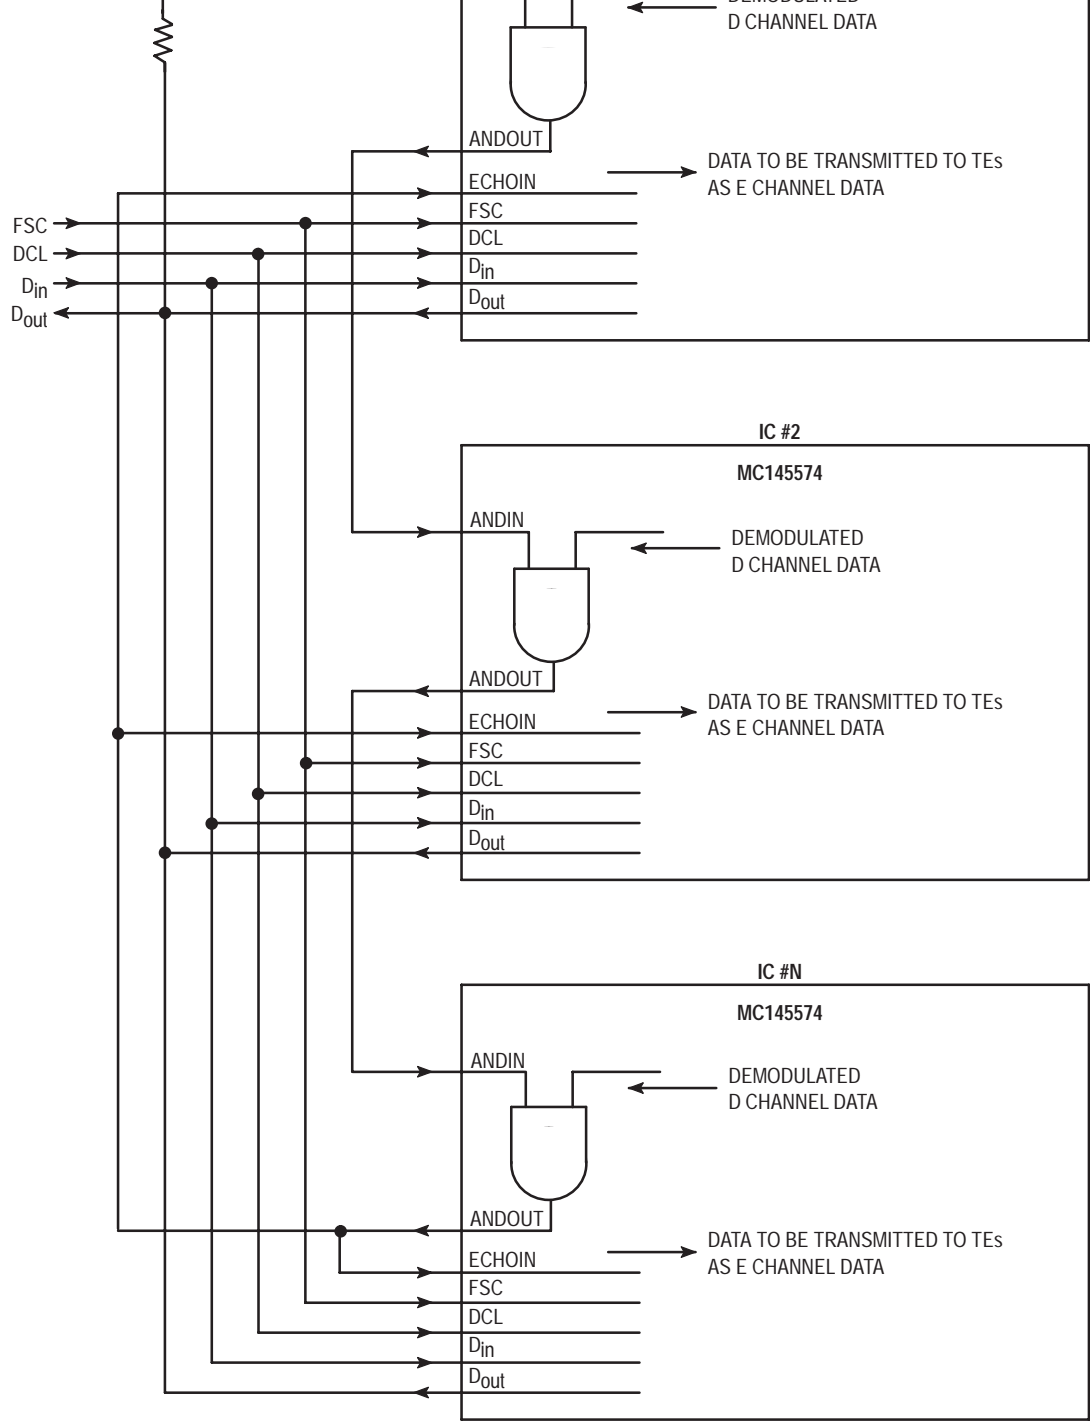 DEMODULATED
D CHANNEL DATA
ANDOUT
DATA TO BE TRANSMITTED TO TEs
AS E CHANNEL DATA
ECHOIN
FSC
FSC
DCL
DCL
Din
Din
Dout
Dout
IC #2
MC145574
ANDIN
DEMODULATED
D CHANNEL DATA
ANDOUT
DATA TO BE TRANSMITTED TO TEs
AS E CHANNEL DATA
ECHOIN
FSC
DCL
Din
Dout
IC #N
MC145574
ANDIN
DEMODULATED
D CHANNEL DATA
ANDOUT
DATA TO BE TRANSMITTED TO TEs
AS E CHANNEL DATA
ECHOIN
FSC
DCL
Din
Dout